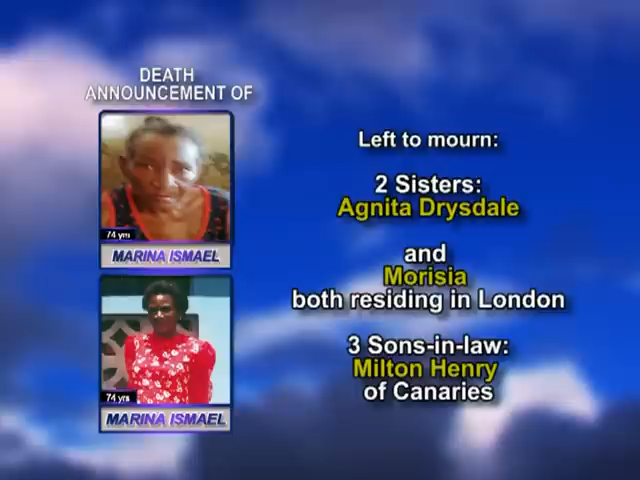 DEATH
ANNOUNCEMENT OF
74 yrs
MARINA ISMAEL
74 yrs
MARINA ISMAEL
Left to mourn:
2 Sisters:
Agnita Drysdale
and
Morisia
both residing in London
3 Sons-in-law:
Milton Henry
of Canaries